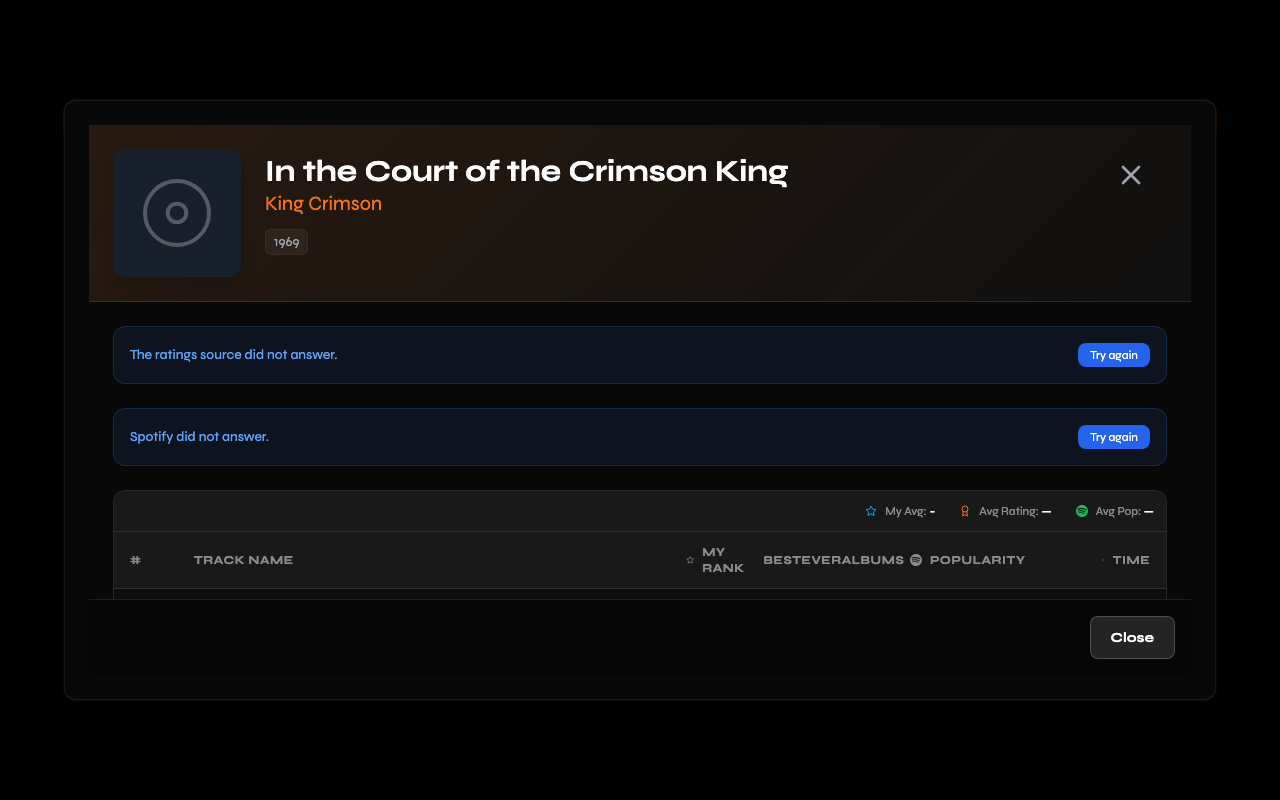 In the Court of the Crimson King
King Crimson
1969
The ratings source did not answer.
Try again
Spotify did not answer.
Try again
My Avg: - Avg Rating: — Avg Pop: —
# TRACK NAME MY RANK BESTEVERALBUMS POPULARITY TIME
Close